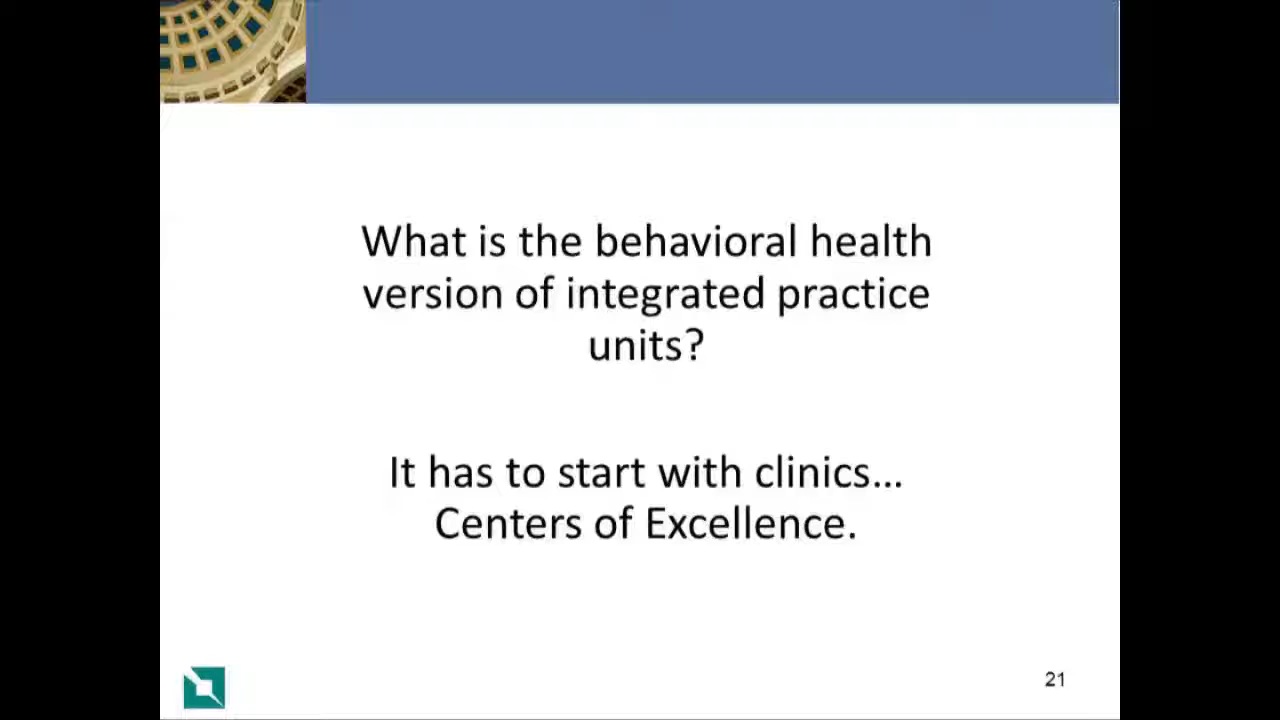 What is the behavioral health
version of integrated practice
units?
It has to start with clinics…
Centers of Excellence.
21